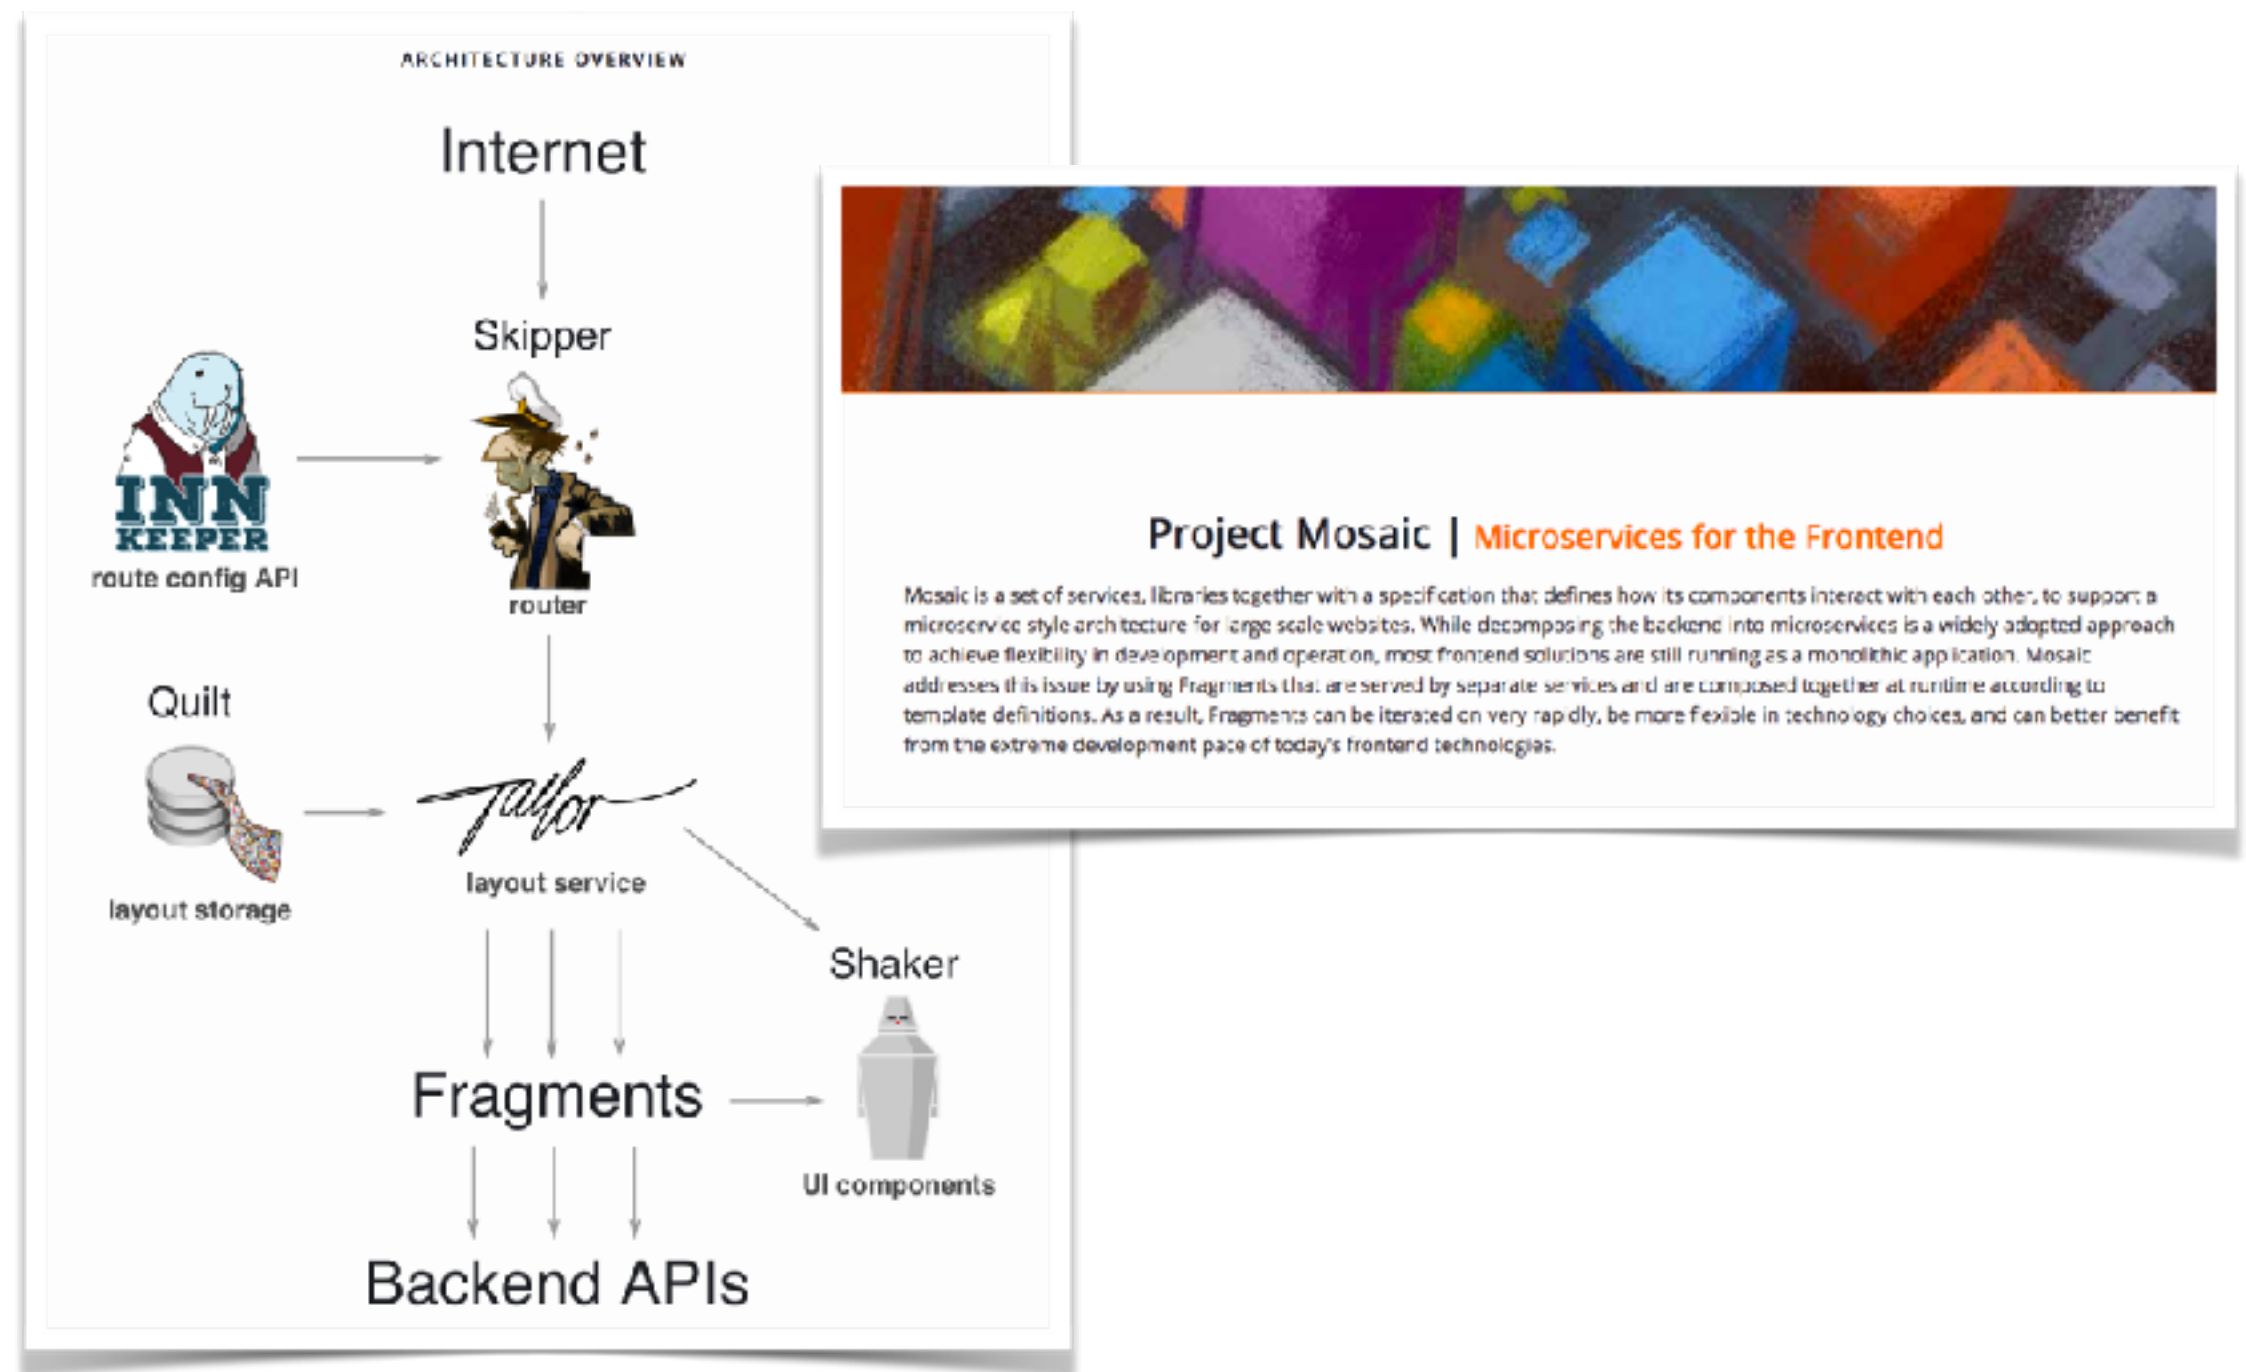 ARCHITECTURE OVERVIEW
Internet
Skipper
INN
KEEPER
route config API
router
Quilt
layout storage
Tailor
layout service
Shaker
UI components
Fragments
Backend APIs
Project Mosaic | Microservices for the Frontend
Mosaic is a set of services, libraries together with a specification that defines how its components interact with each other, to support a
microservice style architecture for large scale websites. While decomposing the backend into microservices is a widely adopted approach
to achieve flexibility in development and operation, most frontend solutions are still running as a monolithic application. Mosaic
addresses this issue by using Fragments that are served by separate services and are composed together at runtime according to
template definitions. As a result, Fragments can be iterated on very rapidly, be more flexible in technology choices, and can better benefit
from the extreme development pace of today's frontend technologies.